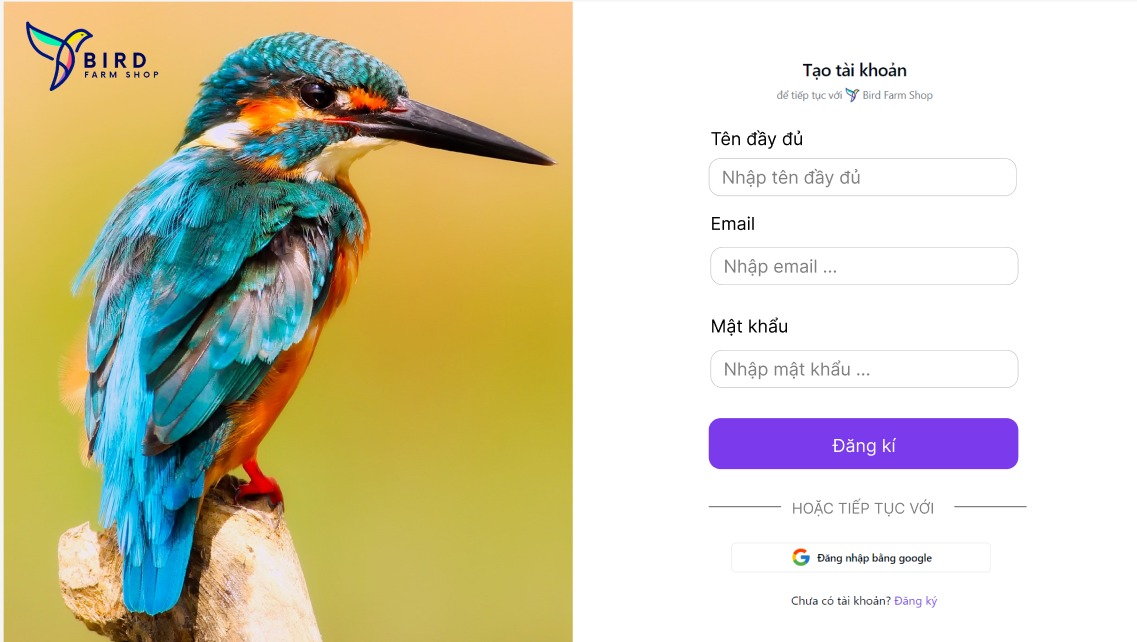 BIRD
FARM SHOP
Tạo tài khoản
để tiếp tục với Bird Farm Shop
Tên đầy đủ
Nhập tên đầy đủ
Email
Nhập email ...
Mật khẩu
Nhập mật khẩu ...
Đăng kí
HOẶC TIẾP TỤC VỚI
Đăng nhập bằng google
Chưa có tài khoản? Đăng ký